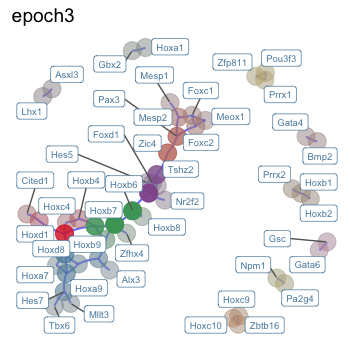 epoch3
Hoxa1
Gbx2
Zfp811
Pou3f3
Asxl3
Mesp1
Prrx1
Lhx1
Pax3
Foxc1
Mesp2
Meox1
Gata4
Foxd1
Zic4
Foxc2
Hes5
Tshz2
Bmp2
Cited1
Hoxb4
Hoxb6
Prrx2
Hoxb1
Hoxc4
Hoxb7
Nr2f2
Hoxb2
Hoxd1
Hoxb8
Hoxd8
Hoxb9
Zfhx4
Gsc
Hoxa7
Alx3
Npm1
Gata6
Hes7
Hoxa9
Pa2g4
Mllt3
Hoxc9
Tbx6
Hoxc10
Zbtb16